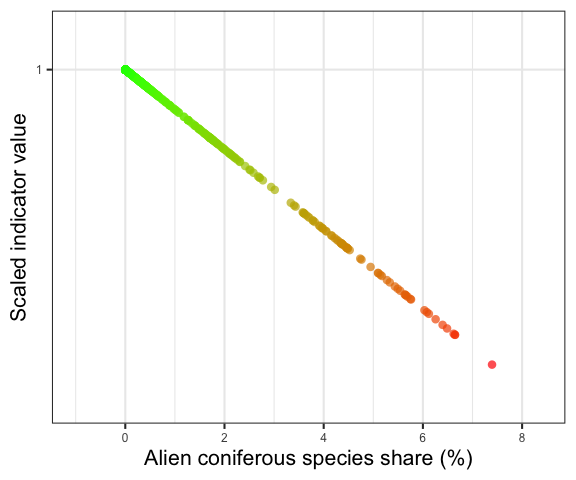 Scaled indicator value
1
0 2 4 6 8
Alien coniferous species share (%)